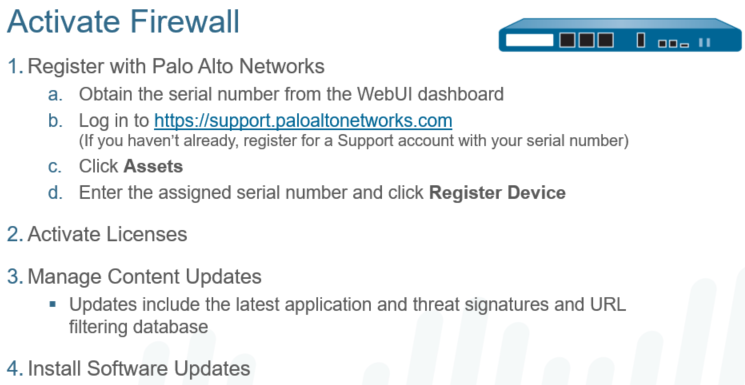 Activate Firewall
1. Register with Palo Alto Networks
a. Obtain the serial number from the WebUI dashboard
b. Log in to https://support.paloaltonetworks.com
(If you haven't already, register for a Support account with your serial number)
c. Click Assets
d. Enter the assigned serial number and click Register Device
2. Activate Licenses
3. Manage Content Updates
▪ Updates include the latest application and threat signatures and URL
filtering database
4. Install Software Updates